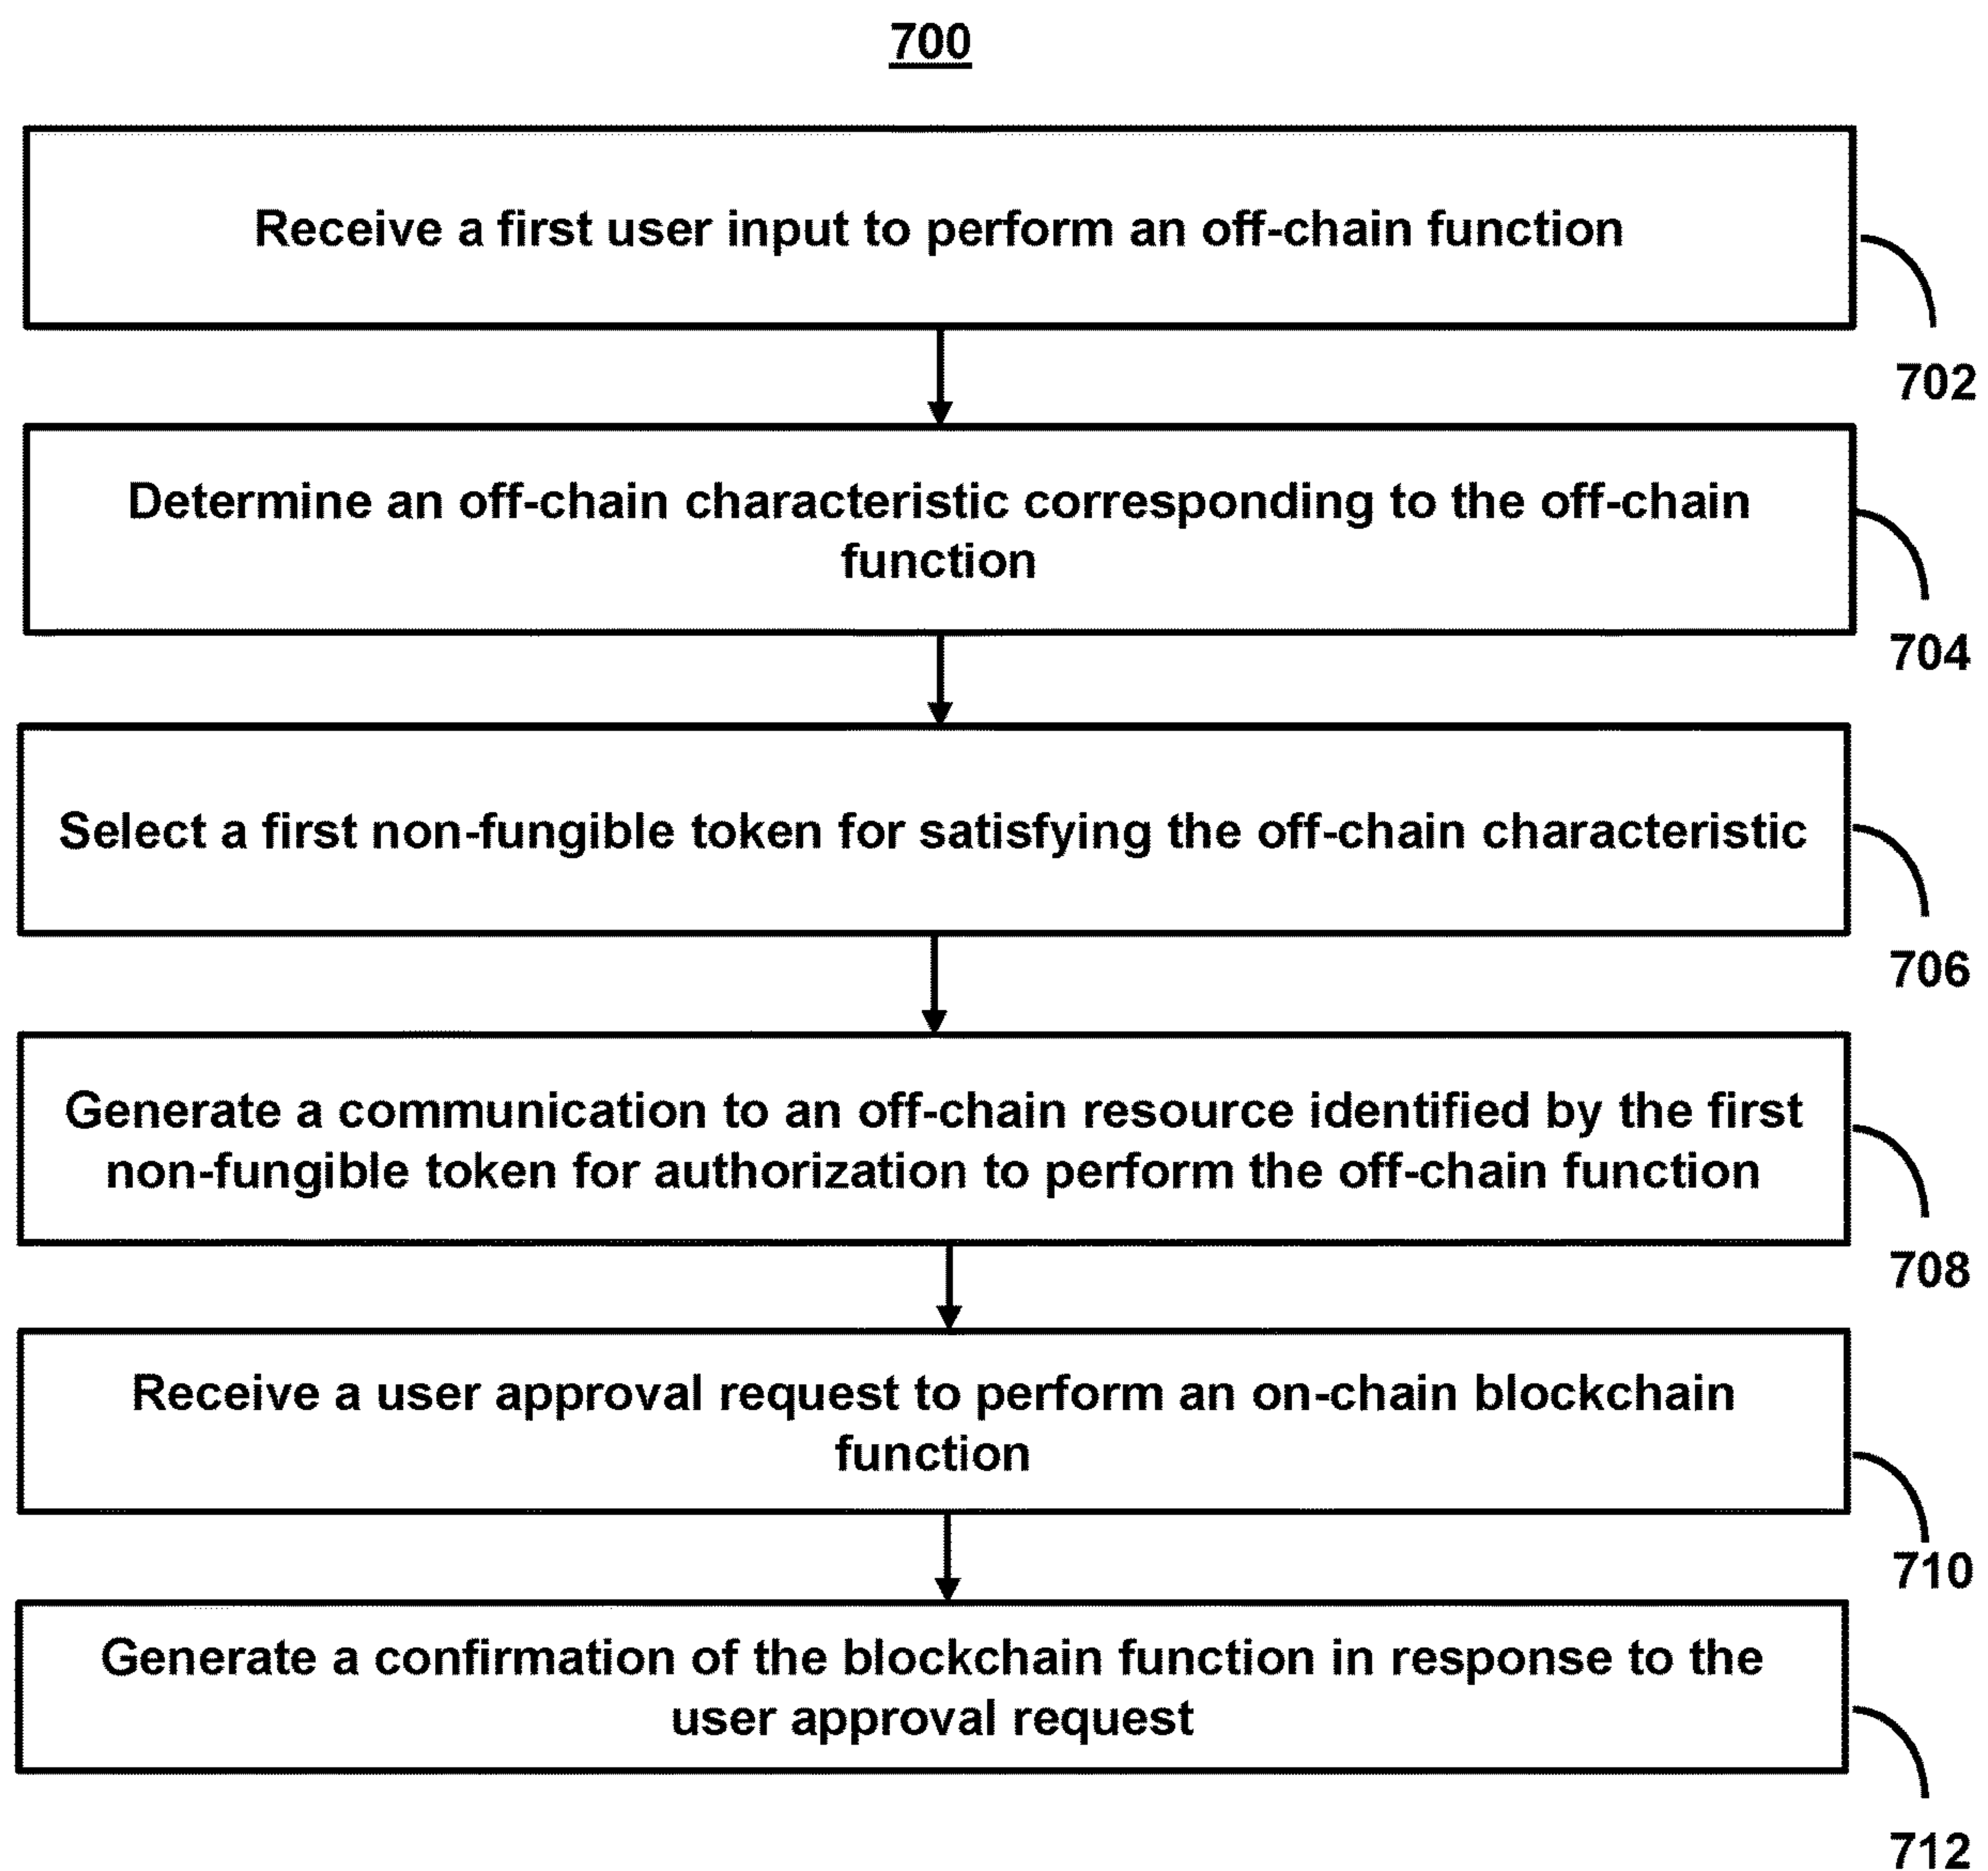 700
Receive a first user input to perform an off-chain function
702
Determine an off-chain characteristic corresponding to the off-chain
function
704
Select a first non-fungible token for satisfying the off-chain characteristic
706
Generate a communication to an off-chain resource identified by the first
non-fungible token for authorization to perform the off-chain function
708
Receive a user approval request to perform an on-chain blockchain
function
710
Generate a confirmation of the blockchain function in response to the
user approval request
712